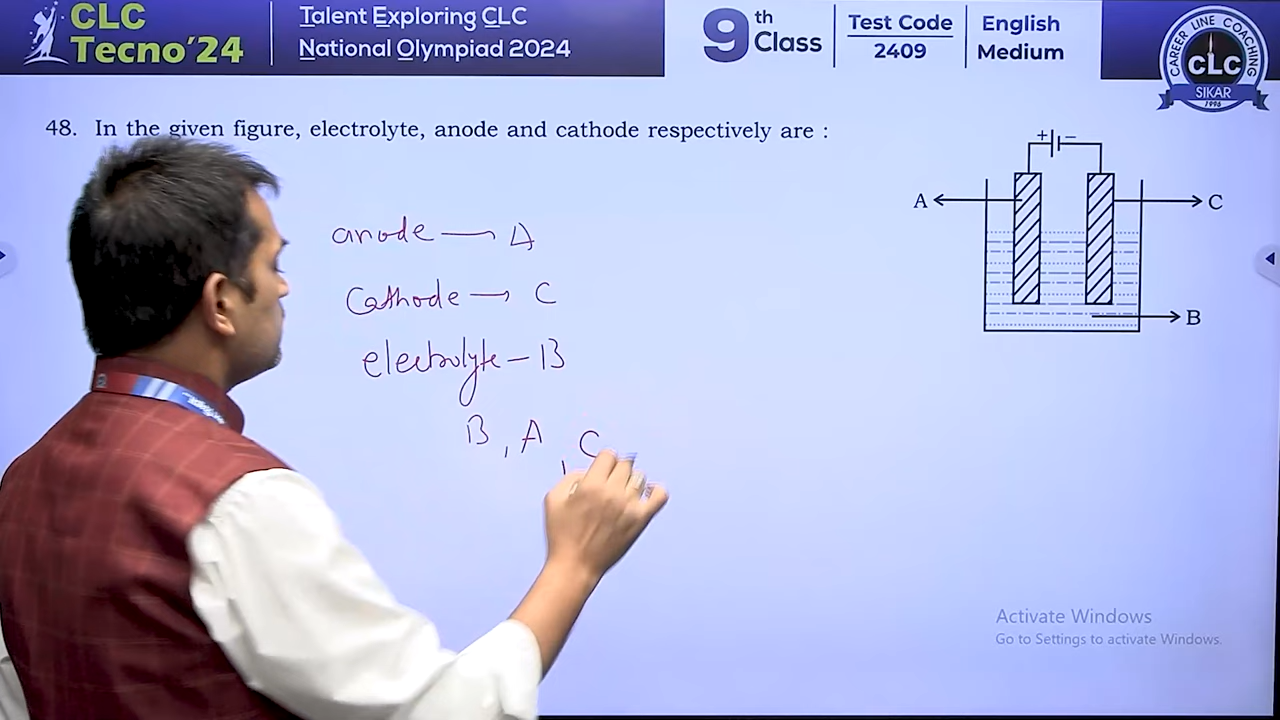 CLC
Tecno'24
Talent Exploring CLC
National Olympiad 2024
9th Class
Test Code
2409
English
Medium
CAREER LINE COACHING
CLC
SIKAR
1996
48. In the given figure, electrolyte, anode and cathode respectively are :
+ −
A
C
B
anode — A
Cathode → C
electrolyte — B
B, A, C
Activate Windows
Go to Settings to activate Windows.